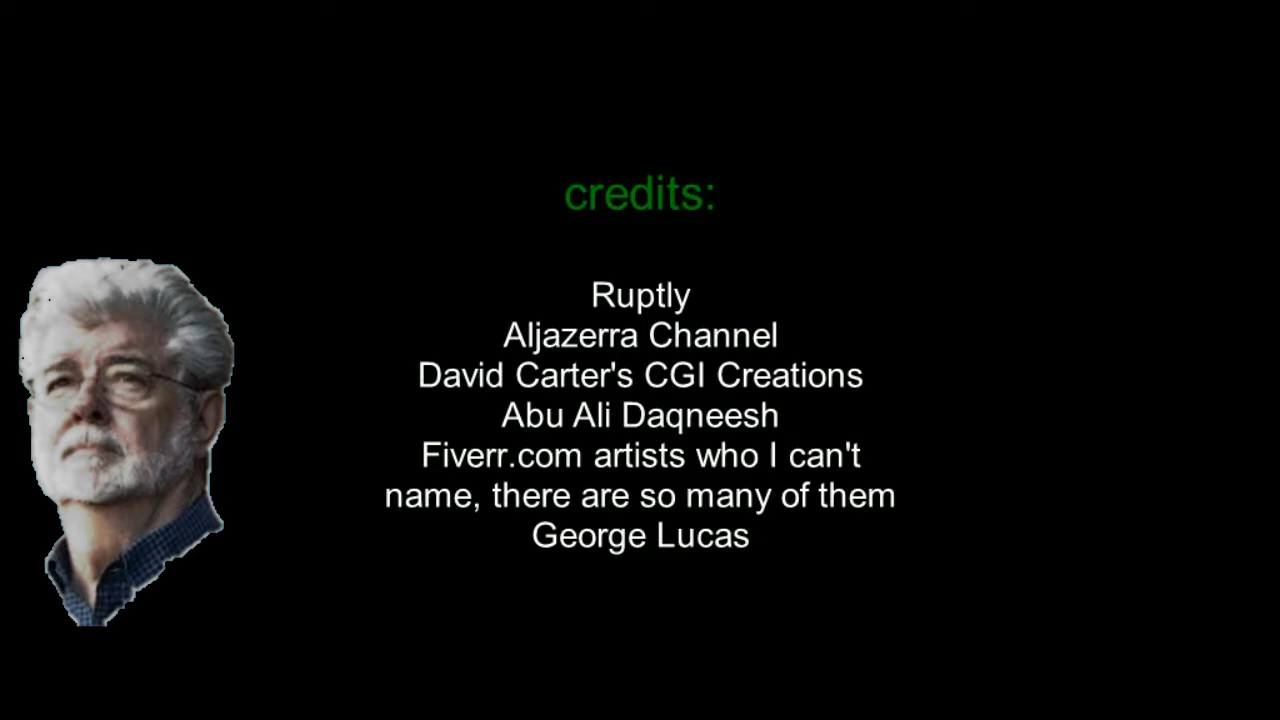 credits:
Ruptly
Aljazerra Channel
David Carter's CGI Creations
Abu Ali Daqneesh
Fiverr.com artists who I can't
name, there are so many of them
George Lucas